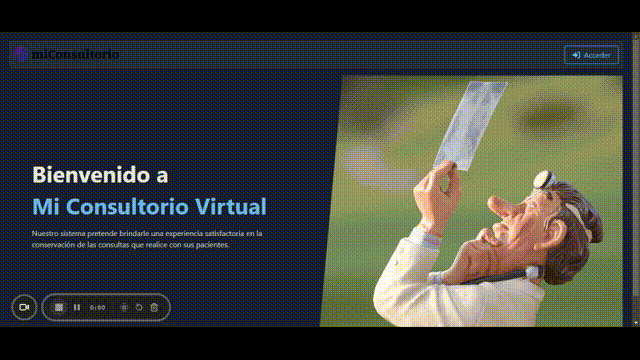 miConsultorio
Acceder
Bienvenido a
Mi Consultorio Virtual
Nuestro sistema pretende brindarle una experiencia satisfactoria en la
conservación de las consultas que realice con sus pacientes.
0:00